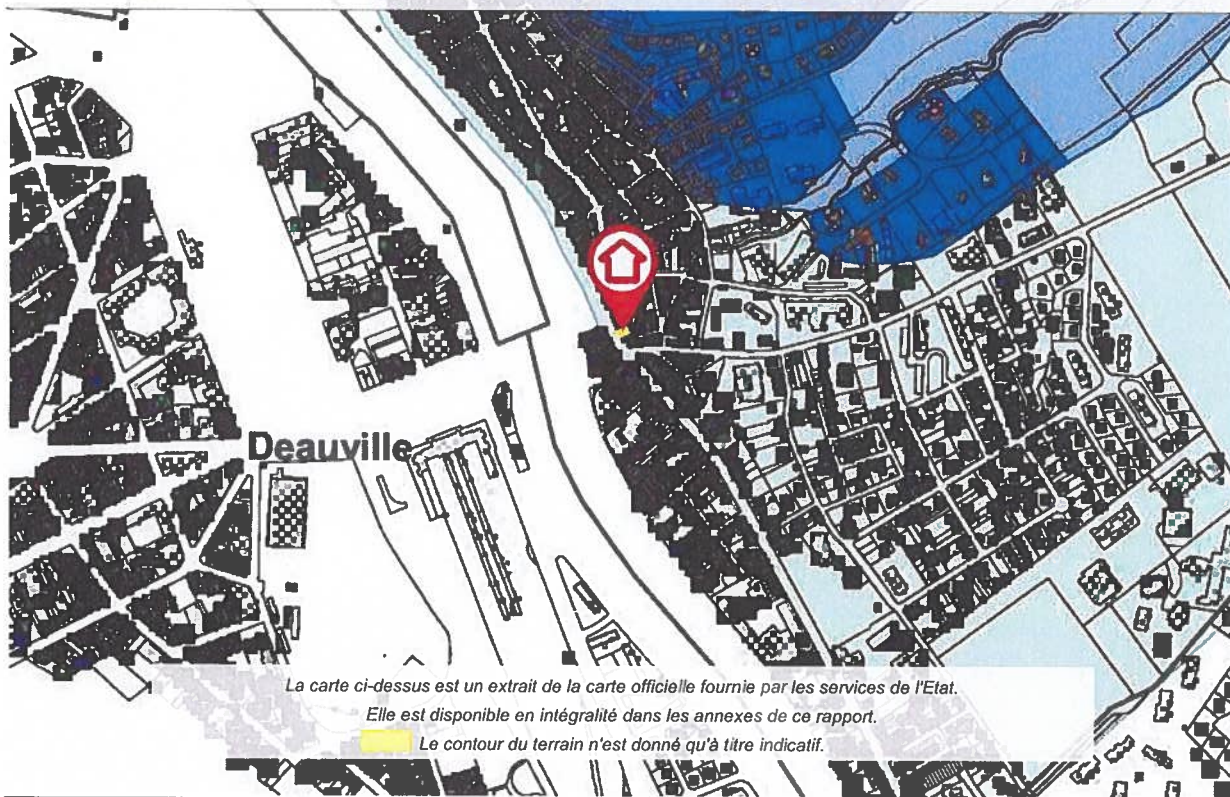 Deauville
La carte ci-dessus est un extrait de la carte officielle fournie par les services de l'Etat.
Elle est disponible en intégralité dans les annexes de ce rapport.
Le contour du terrain n'est donné qu'à titre indicatif.